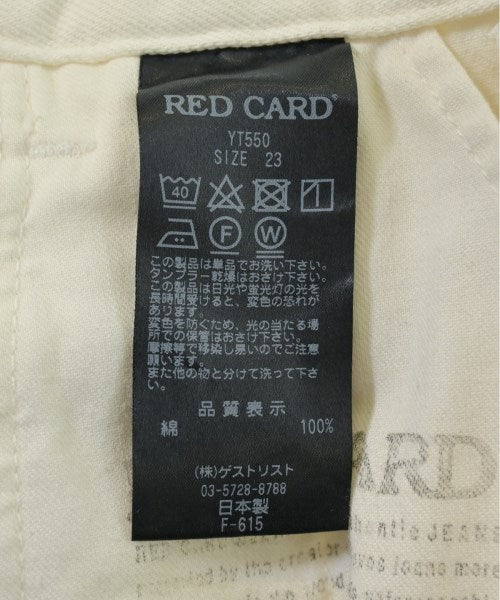 RED CARD
YT550
SIZE 23
40
F W
この製品は単品でお洗い下さい。
タンブラー乾燥はおさけ下さい。
この製品は日光や蛍光灯の光を
長時間受けると、変色の恐れが
あります。
変色を防ぐため、光の当たる場
所での保管はおさけ下さい。
摩擦等で移染し易いのでご注意
願います。
また他の物と分けて洗って下さ
い。
品質表示
綿 100%
(株)ゲストリスト
03-5728-8788
日本製
F-615
CARD
by the creator